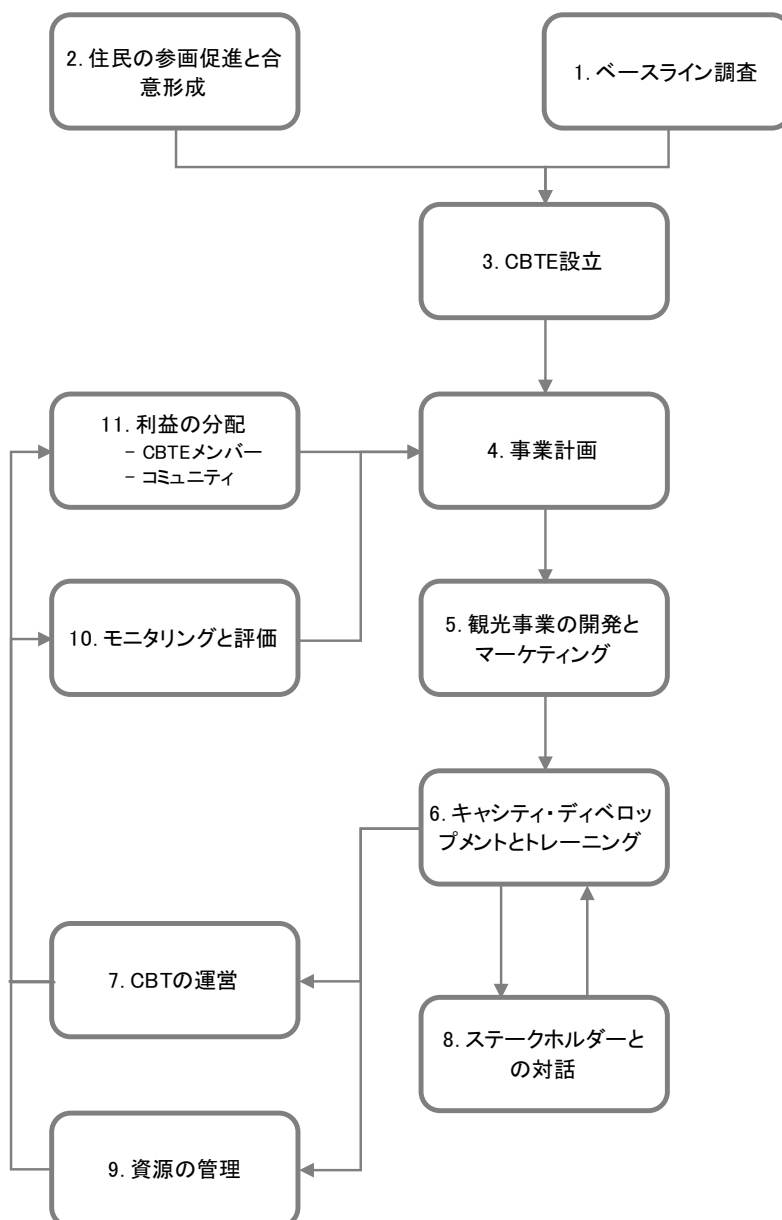 2. 住民の参画促進と合
意形成
1. ベースライン調査
3. CBTE設立
11. 利益の分配
- CBTEメンバー
- コミュニティ
4. 事業計画
10. モニタリングと評価
5. 観光事業の開発と
マーケティング
6. キャシティ・ディベロッ
プメントとトレーニング
7. CBTの運営
8. ステークホルダーと
の対話
9. 資源の管理